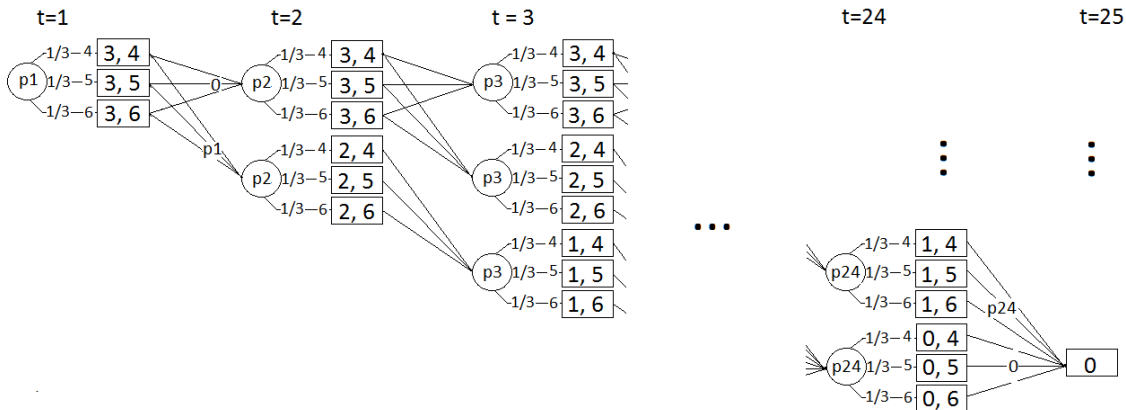 t=1 t=2 t = 3 t=24 t=25
1/3—4 3, 4 1/3—4 3, 4 1/3—4 3, 4
p1 1/3—5 3, 5 0 p2 1/3—5 3, 5 p3 1/3—5 3, 5
1/3—6 3, 6 1/3—6 3, 6 1/3—6 3, 6
p1 1/3—4 2, 4 1/3—4 2, 4
p2 1/3—5 2, 5 p3 1/3—5 2, 5
1/3—6 2, 6 1/3—6 2, 6
...
1/3—4 1, 4 1/3—4 1, 4
p3 1/3—5 1, 5 p24 1/3—5 1, 5
1/3—6 1, 6 1/3—6 1, 6 p24
1/3—4 0, 4
p24 1/3—5 0, 5 0 0
1/3—6 0, 6